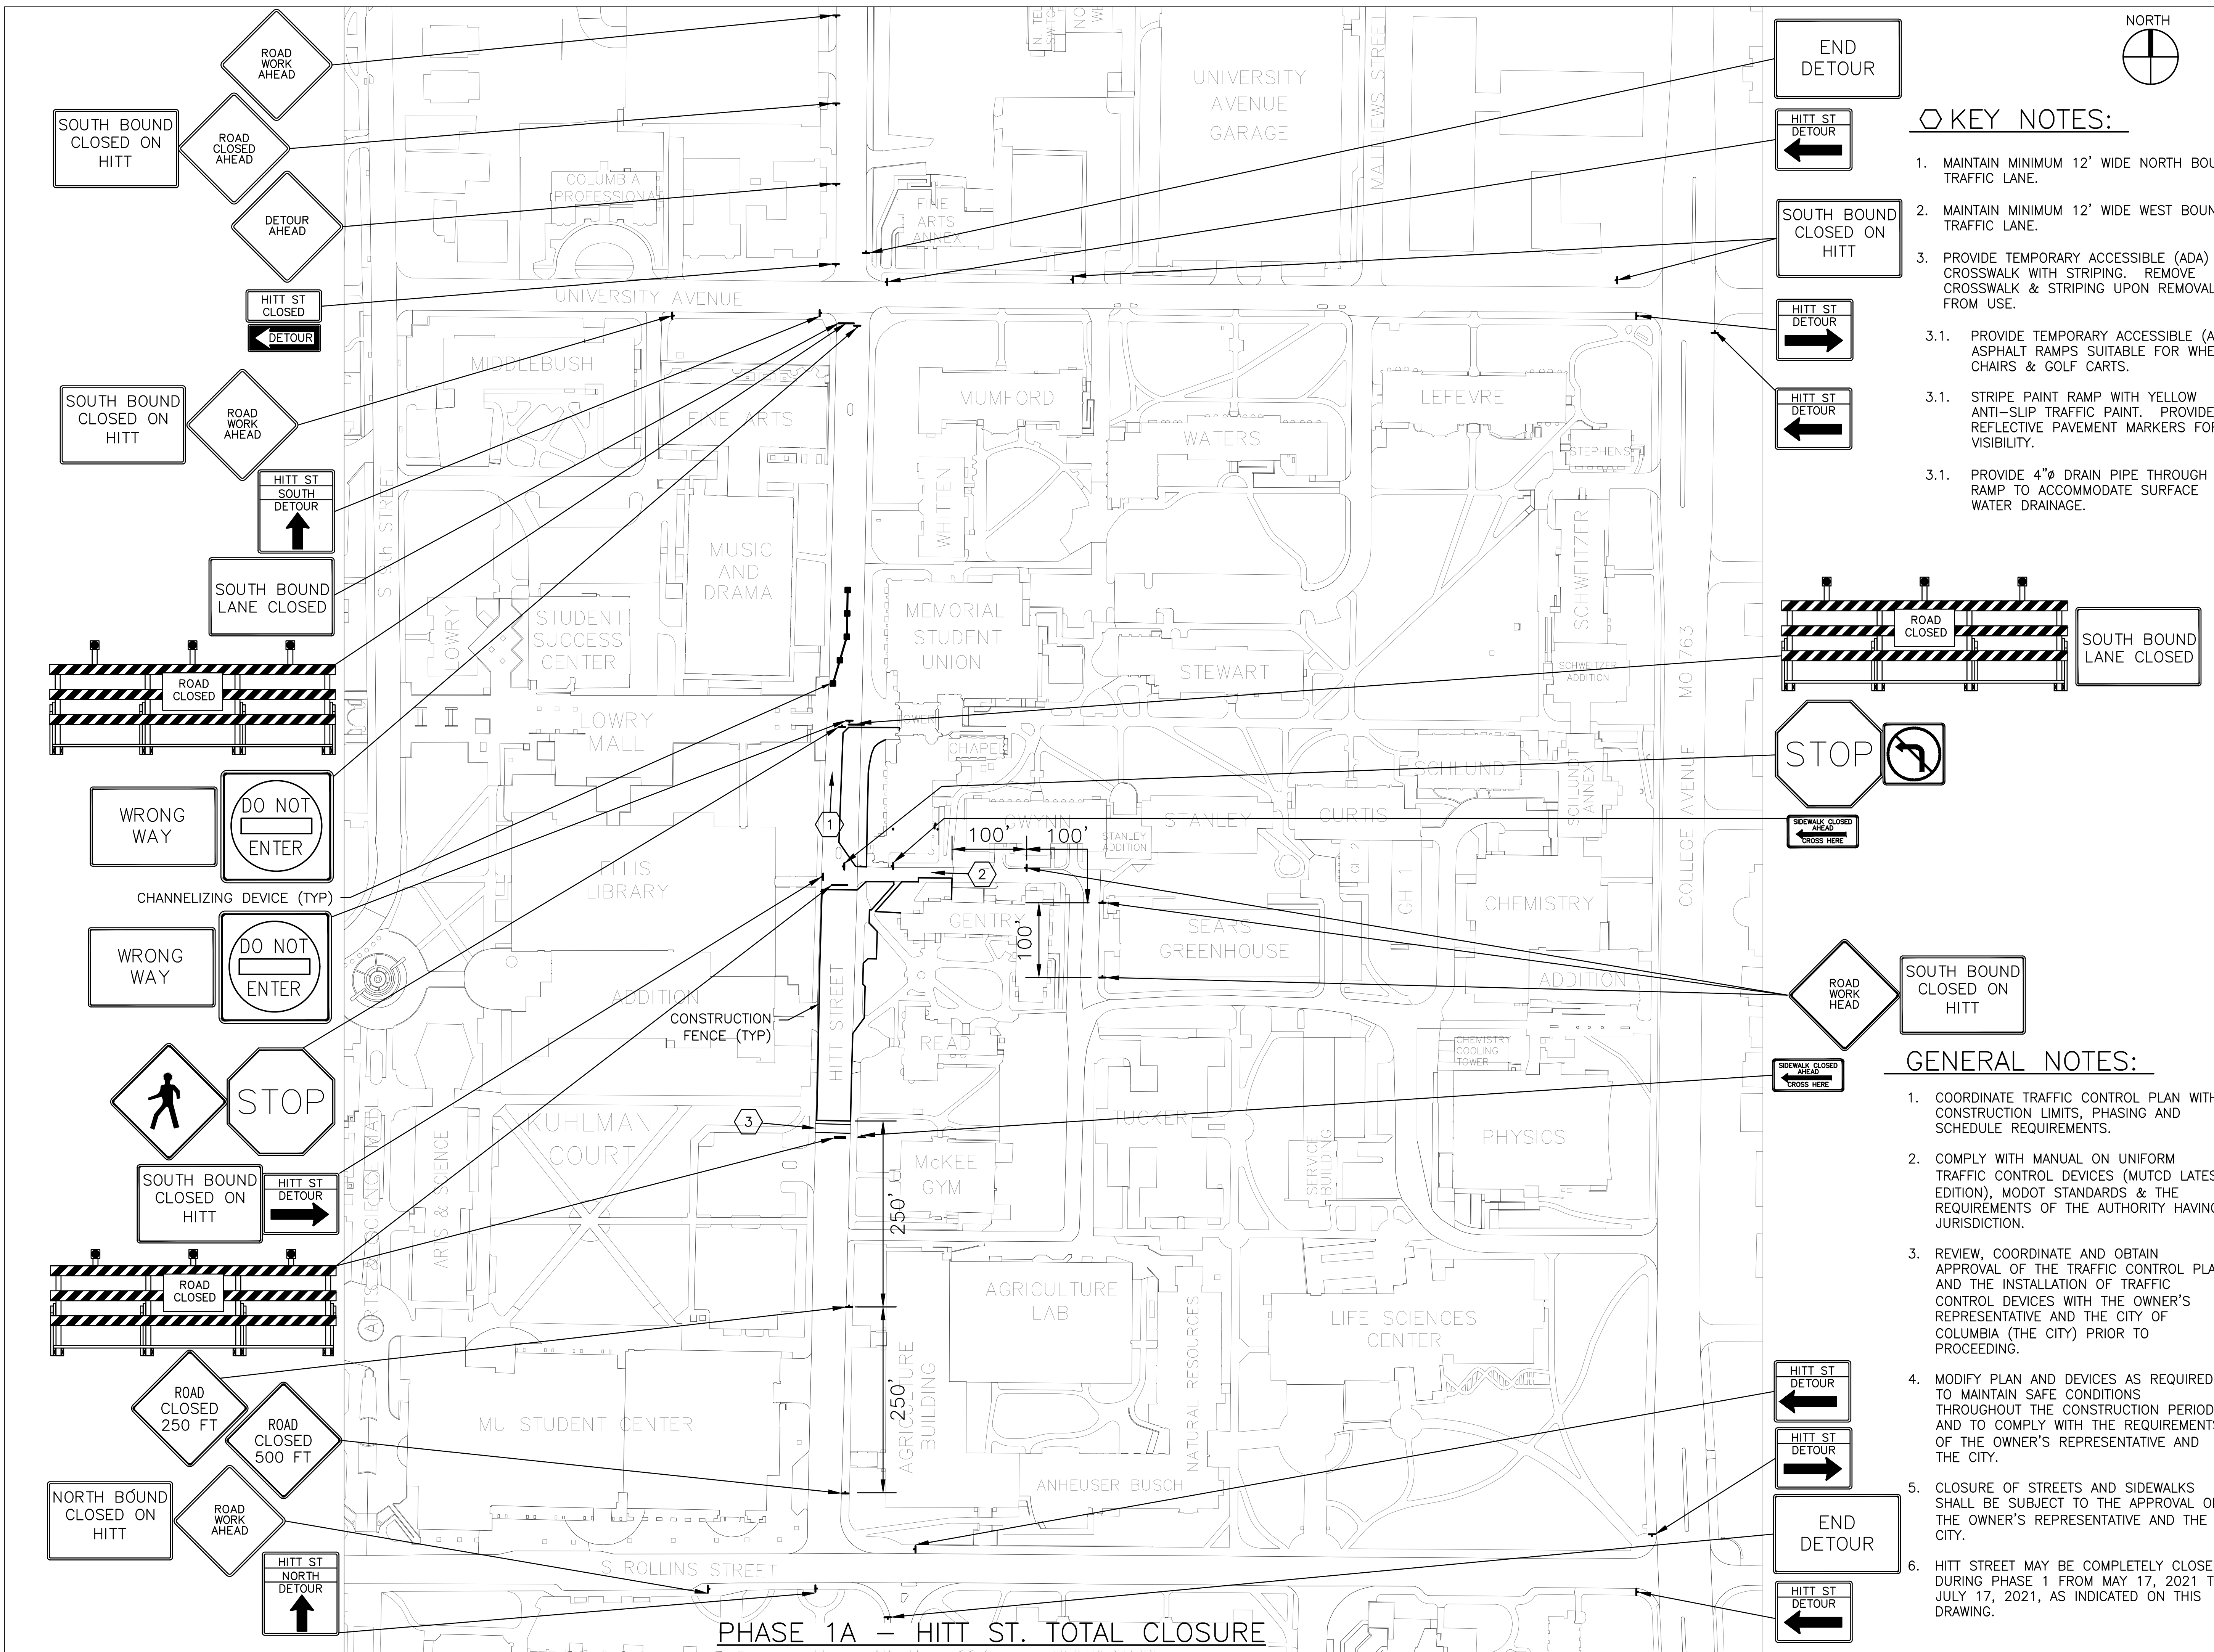 ROAD
WORK
AHEAD
SOUTH BOUND
CLOSED ON
HITT
ROAD
CLOSED
AHEAD
DETOUR
AHEAD
HITT ST
CLOSED
DETOUR
SOUTH BOUND
CLOSED ON
HITT
ROAD
WORK
AHEAD
HITT ST
SOUTH
DETOUR
SOUTH BOUND
LANE CLOSED
ROAD
CLOSED
WRONG
WAY
DO NOT
ENTER
CHANNELIZING DEVICE (TYP)
WRONG
WAY
DO NOT
ENTER
STOP
SOUTH BOUND
CLOSED ON
HITT
HITT ST
DETOUR
ROAD
CLOSED
ROAD
CLOSED
250 FT
ROAD
CLOSED
500 FT
NORTH BOUND
CLOSED ON
HITT
ROAD
WORK
AHEAD
HITT ST
NORTH
DETOUR
UNIVERSITY
AVENUE
GARAGE
MATHEWS STREET
COLUMBIA
PROFESSIONAL
FINE
ARTS
ANNEX
UNIVERSITY AVENUE
MIDDLEBUSH
FINE ARTS
MUMFORD
WATERS
LEFEVRE
STEPHENS
WHITTEN
S 9th STREET
MUSIC
AND
DRAMA
LOWRY
STUDENT
SUCCESS
CENTER
MEMORIAL
STUDENT
UNION
STEWART
SCHWEITZER
SCHWEITZER
ADDITION
MO 763
COLLEGE AVENUE
LOWRY
MALL
TOWER
CHAPEL
SCHLUNDT
SCHLUNDT
ANNEX
1
GWYNN
STANLEY
ADDITION
STANLEY
CURTIS
100'
100'
ELLIS
LIBRARY
2
GH 2
GH 1
GENTRY
100'
SEARS
GREENHOUSE
CHEMISTRY
ADDITION
ADDITION
CONSTRUCTION
FENCE (TYP)
HITT STREET
READ
CHEMISTRY
COOLING
TOWER
KUHLMAN
COURT
3
TUCKER
PHYSICS
ARTS & SCIENCE MALL
ARTS & SCIENCE
McKEE
GYM
SERVICE
BUILDING
250'
AGRICULTURE
LAB
LIFE SCIENCES
CENTER
250'
AGRICULTURE
BUILDING
NATURAL RESOURCES
MU STUDENT CENTER
ANHEUSER BUSCH
S ROLLINS STREET
PHASE 1A – HITT ST. TOTAL CLOSURE
END
DETOUR
HITT ST
DETOUR
SOUTH BOUND
CLOSED ON
HITT
HITT ST
DETOUR
HITT ST
DETOUR
ROAD
CLOSED
SOUTH BOUND
LANE CLOSED
STOP
SIDEWALK CLOSED
AHEAD
CROSS HERE
ROAD
WORK
HEAD
SOUTH BOUND
CLOSED ON
HITT
SIDEWALK CLOSED
AHEAD
CROSS HERE
HITT ST
DETOUR
HITT ST
DETOUR
END
DETOUR
HITT ST
DETOUR
NORTH
KEY NOTES:
1. MAINTAIN MINIMUM 12' WIDE NORTH
TRAFFIC LANE.
2. MAINTAIN MINIMUM 12' WIDE WEST
TRAFFIC LANE.
3. PROVIDE TEMPORARY ACCESSIBLE (ADA)
CROSSWALK WITH STRIPING. REMOVE
CROSSWALK & STRIPING UPON REMOVAL
FROM USE.
3.1. PROVIDE TEMPORARY ACCESSIBLE
ASPHALT RAMPS SUITABLE FOR
CHAIRS & GOLF CARTS.
3.1. STRIPE PAINT RAMP WITH YELLOW
ANTI-SLIP TRAFFIC PAINT. PROVIDE
REFLECTIVE PAVEMENT MARKERS FOR
VISIBILITY.
3.1. PROVIDE 4"ø DRAIN PIPE THROUGH
RAMP TO ACCOMMODATE SURFACE
WATER DRAINAGE.
GENERAL NOTES:
1. COORDINATE TRAFFIC CONTROL PLAN WITH
CONSTRUCTION LIMITS, PHASING AND
SCHEDULE REQUIREMENTS.
2. COMPLY WITH MANUAL ON UNIFORM
TRAFFIC CONTROL DEVICES (MUTCD
EDITION), MODOT STANDARDS & THE
REQUIREMENTS OF THE AUTHORITY HAVING
JURISDICTION.
3. REVIEW, COORDINATE AND OBTAIN
APPROVAL OF THE TRAFFIC CONTROL
AND THE INSTALLATION OF TRAFFIC
CONTROL DEVICES WITH THE OWNER'S
REPRESENTATIVE AND THE CITY OF
COLUMBIA (THE CITY) PRIOR TO
PROCEEDING.
4. MODIFY PLAN AND DEVICES AS REQUIRED
TO MAINTAIN SAFE CONDITIONS
THROUGHOUT THE CONSTRUCTION PERIOD
AND TO COMPLY WITH THE REQUIREMENTS
OF THE OWNER'S REPRESENTATIVE AND
THE CITY.
5. CLOSURE OF STREETS AND SIDEWALKS
SHALL BE SUBJECT TO THE APPROVAL OF
THE OWNER'S REPRESENTATIVE AND THE
CITY.
6. HITT STREET MAY BE COMPLETELY
DURING PHASE 1 FROM MAY 17, 2021
JULY 17, 2021, AS INDICATED ON THIS
DRAWING.